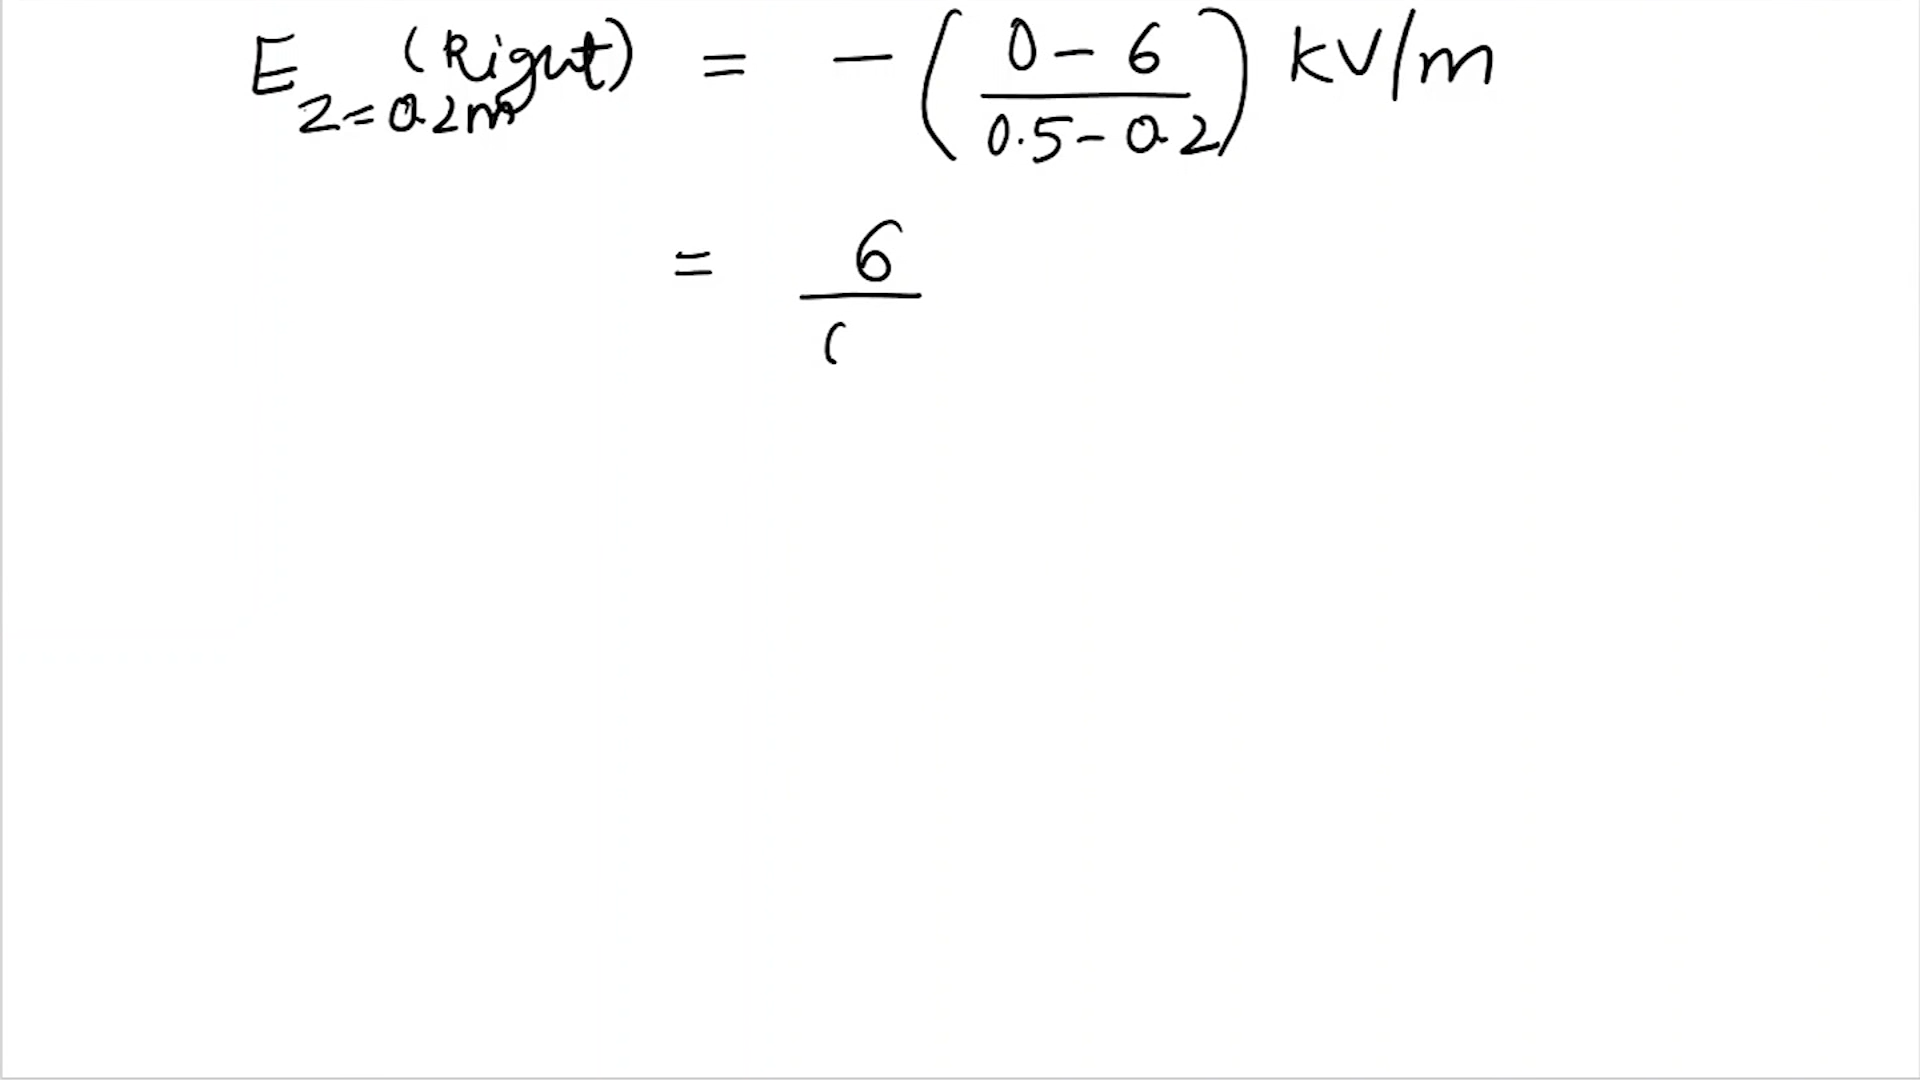 E z=0.2m (Right) = - ( 0 - 6 / 0.5 - 0.2 ) kV/m
= 6 / (